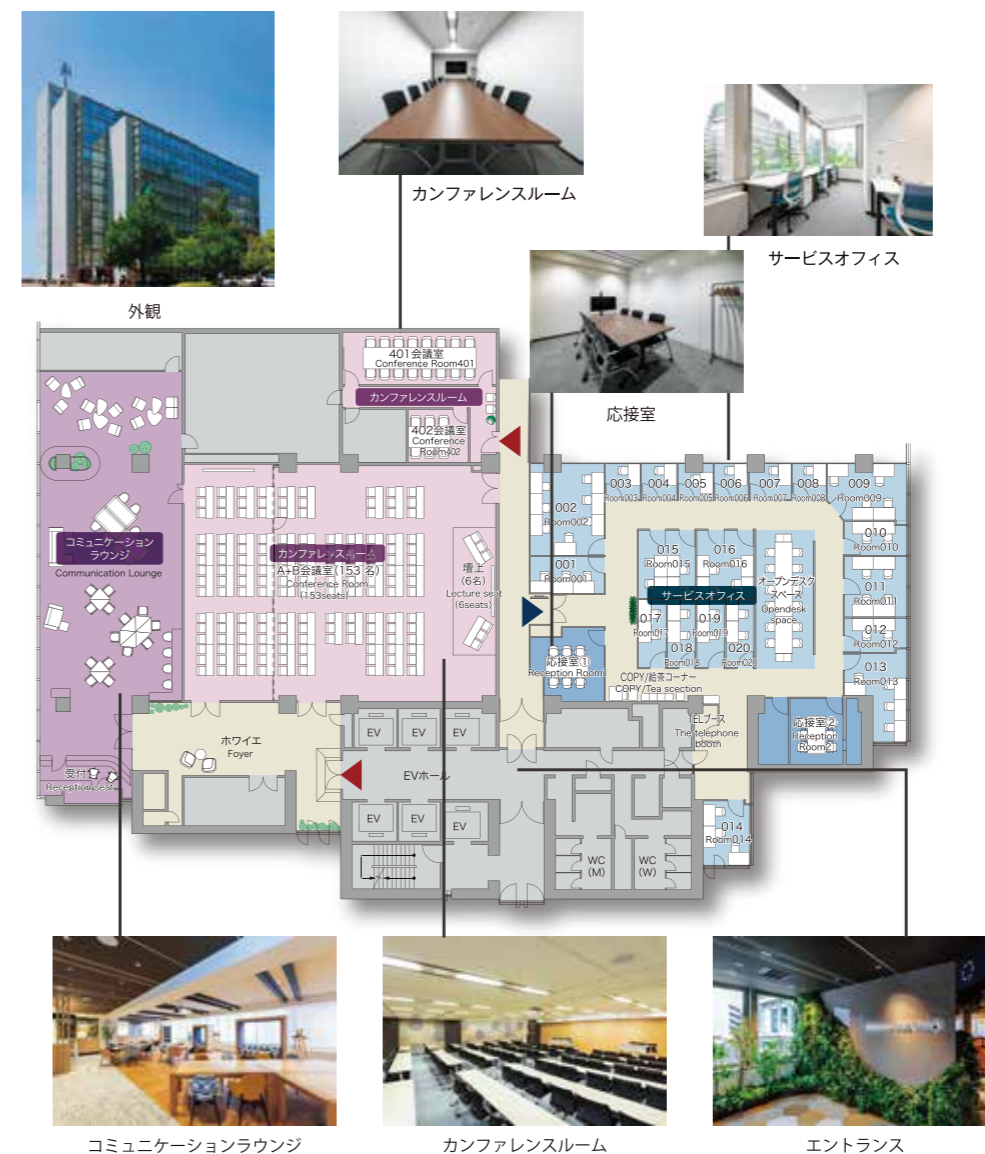 カンファレンスルーム
サービスオフィス
外観
応接室
401会議室
Conference Room401
カンファレンスルーム
402会議室
Conference
Room402
コミュニケーション
ラウンジ
Communication Lounge
カンファレンスルーム
A+B会議室(153 名)
Conference Room
(153seats)
壇上
(6名)
Lecture seat
(6seats)
002
Room002
001
Room001
003
Room003
004
Room004
005
Room005
006
Room006
007
Room007
008
Room008
009
Room009
010
Room010
011
Room011
012
Room012
013
Room013
015
Room015
016
Room016
サービスオフィス
017
Room017
018
Room018
019
Room019
020
Room020
オープンデスク
スペース
Opendesk
space
応接室①
Reception Room1
COPY/給茶コーナー
COPY/Tea scection
TELブース
The telephone
booth
応接室②
Reception
Room2
014
Room014
ホワイエ
Foyer
受付
Reception seat
EV
EV
EV
EVホール
EV
EV
EV
WC
(M)
WC
(W)
コミュニケーションラウンジ
カンファレンスルーム
エントランス